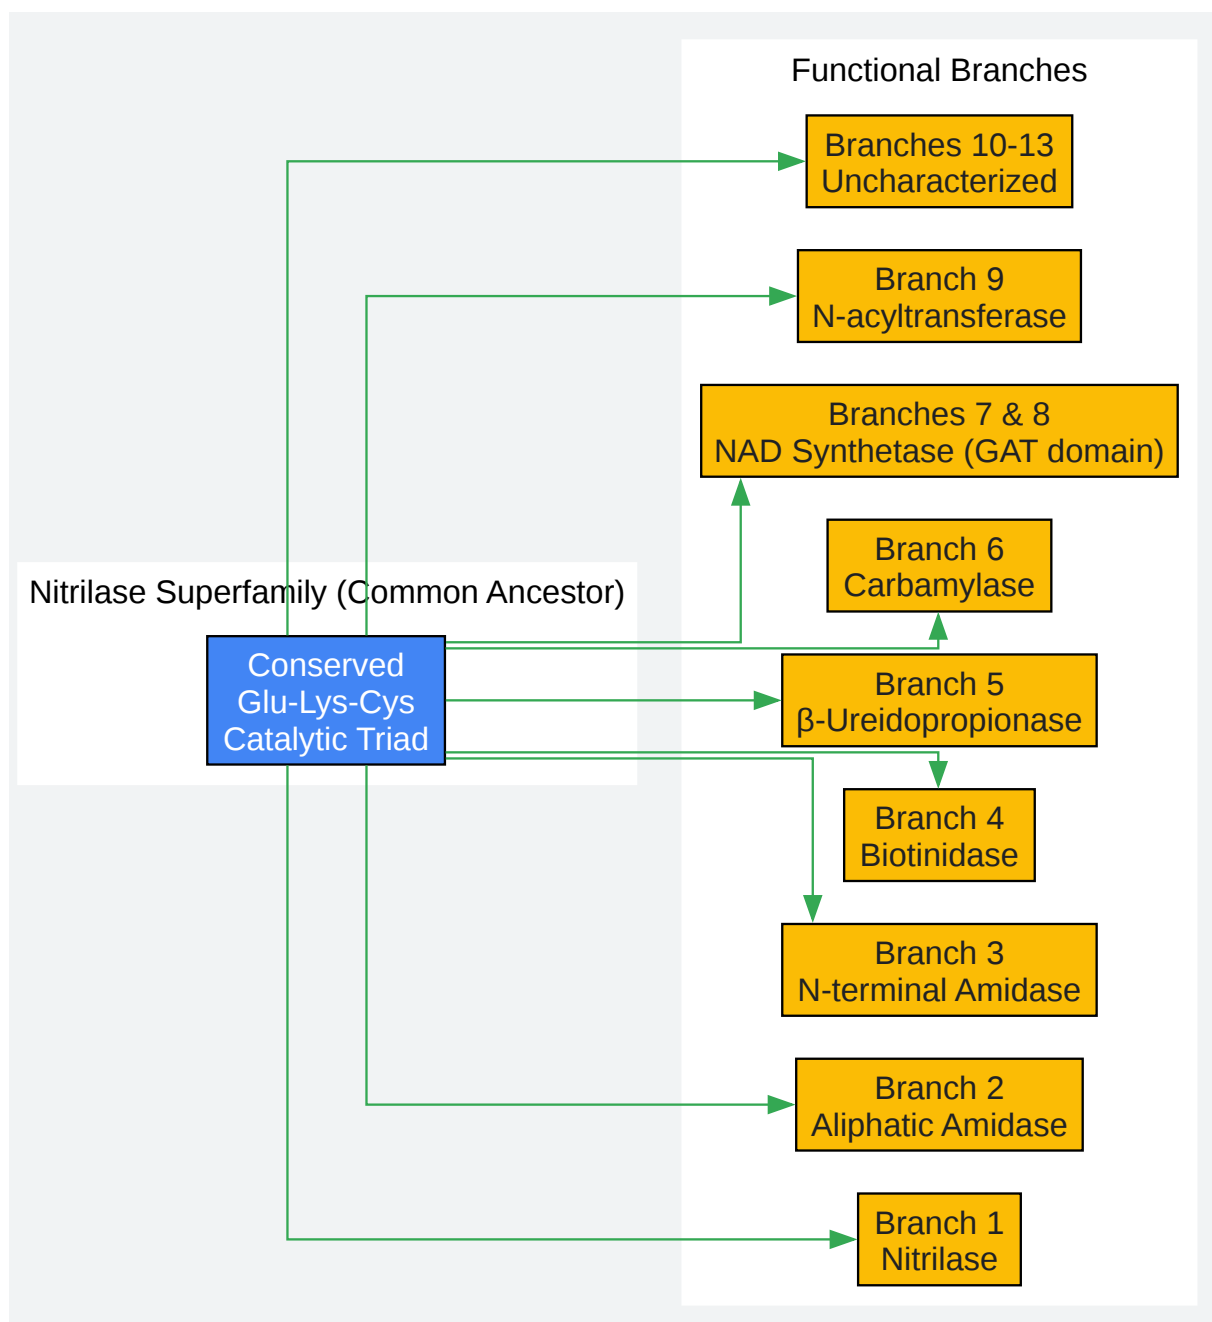 Functional Branches
Branches 10-13
Uncharacterized
Branch 9
N-acyltransferase
Branches 7 & 8
NAD Synthetase (GAT domain)
Branch 6
Carbamylase
Nitrilase Superfamily (Common Ancestor)
Conserved
Glu-Lys-Cys
Catalytic Triad
Branch 5
β-Ureidopropionase
Branch 4
Biotinidase
Branch 3
N-terminal Amidase
Branch 2
Aliphatic Amidase
Branch 1
Nitrilase